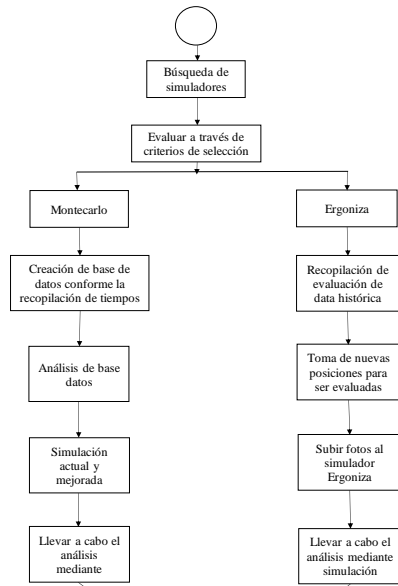 Búsqueda de
simuladores
Evaluar a través de
criterios de selección
Montecarlo
Creación de base de
datos conforme la
recopilación de tiempos
Análisis de base
datos
Simulación
actual y
mejorada
Llevar a cabo el
análisis
mediante
Ergoniza
Recopilación de
evaluación de
data histórica
Toma de nuevas
posiciones para
ser evaluadas
Subir fotos al
simulador
Ergoniza
Llevar a cabo el
análisis mediante
simulación